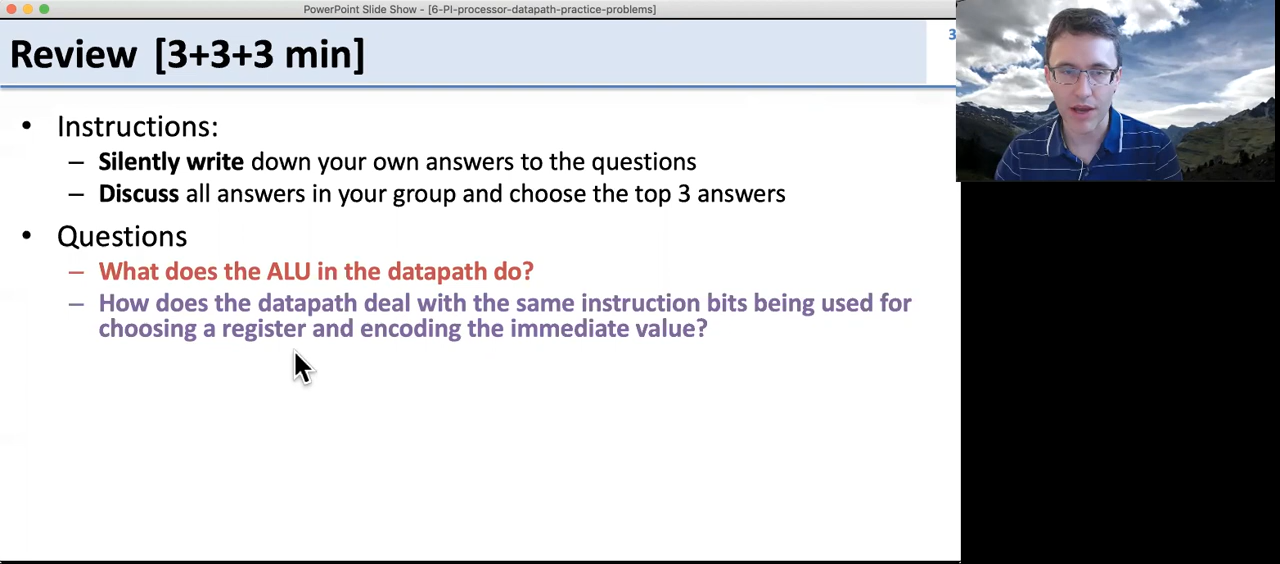 PowerPoint Slide Show - [6-PI-processor-datapath-practice-problems]
Review [3+3+3 min]
3
• Instructions:
– Silently write down your own answers to the questions
– Discuss all answers in your group and choose the top 3 answers
• Questions
– What does the ALU in the datapath do?
– How does the datapath deal with the same instruction bits being used for
choosing a register and encoding the immediate value?